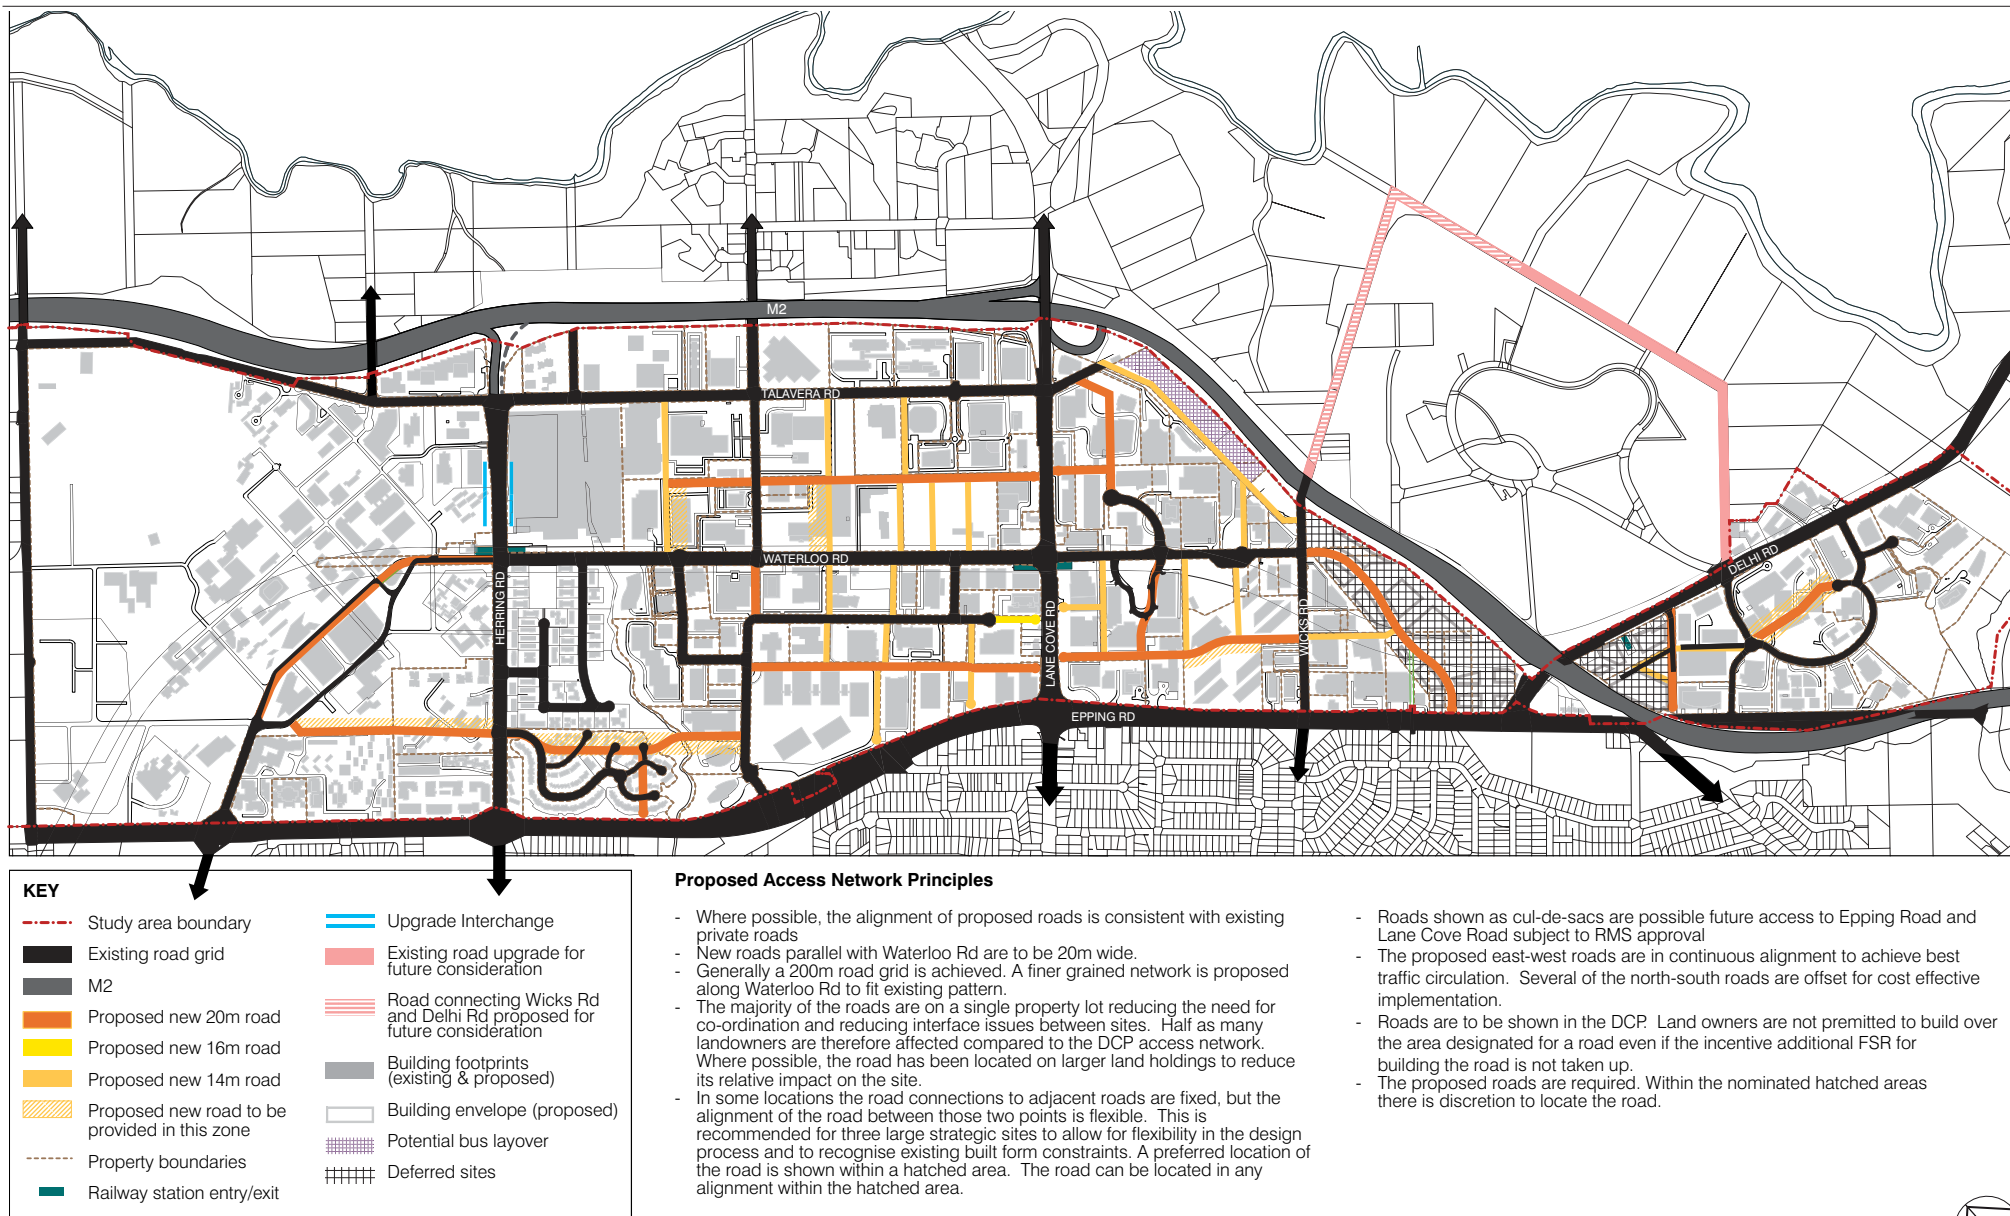 M2
TALAVERA RD
WATERLOO RD
HERRING RD
LANE COVE RD
WICKS RD
DELHI RD
EPPING RD
KEY
Study area boundary
Existing road grid
M2
Proposed new 20m road
Proposed new 16m road
Proposed new 14m road
Proposed new road to be
provided in this zone
Property boundaries
Railway station entry/exit
Upgrade Interchange
Existing road upgrade for
future consideration
Road connecting Wicks Rd
and Delhi Rd proposed for
future consideration
Building footprints
(existing & proposed)
Building envelope (proposed)
Potential bus layover
Deferred sites
Proposed Access Network Principles
- Where possible, the alignment of proposed roads is consistent with existing
private roads
- New roads parallel with Waterloo Rd are to be 20m wide.
- Generally a 200m road grid is achieved. A finer grained network is proposed
along Waterloo Rd to fit existing pattern.
- The majority of the roads are on a single property lot reducing the need for
co-ordination and reducing interface issues between sites. Half as many
landowners are therefore affected compared to the DCP access network.
Where possible, the road has been located on larger land holdings to reduce
its relative impact on the site.
- In some locations the road connections to adjacent roads are fixed, but the
alignment of the road between those two points is flexible. This is
recommended for three large strategic sites to allow for flexibility in the design
process and to recognise existing built form constraints. A preferred location of
the road is shown within a hatched area. The road can be located in any
alignment within the hatched area.
- Roads shown as cul-de-sacs are possible future access to Epping Road and
Lane Cove Road subject to RMS approval
- The proposed east-west roads are in continuous alignment to achieve best
traffic circulation. Several of the north-south roads are offset for cost effective
implementation.
- Roads are to be shown in the DCP. Land owners are not premitted to build over
the area designated for a road even if the incentive additional FSR for
building the road is not taken up.
- The proposed roads are required. Within the nominated hatched areas
there is discretion to locate the road.